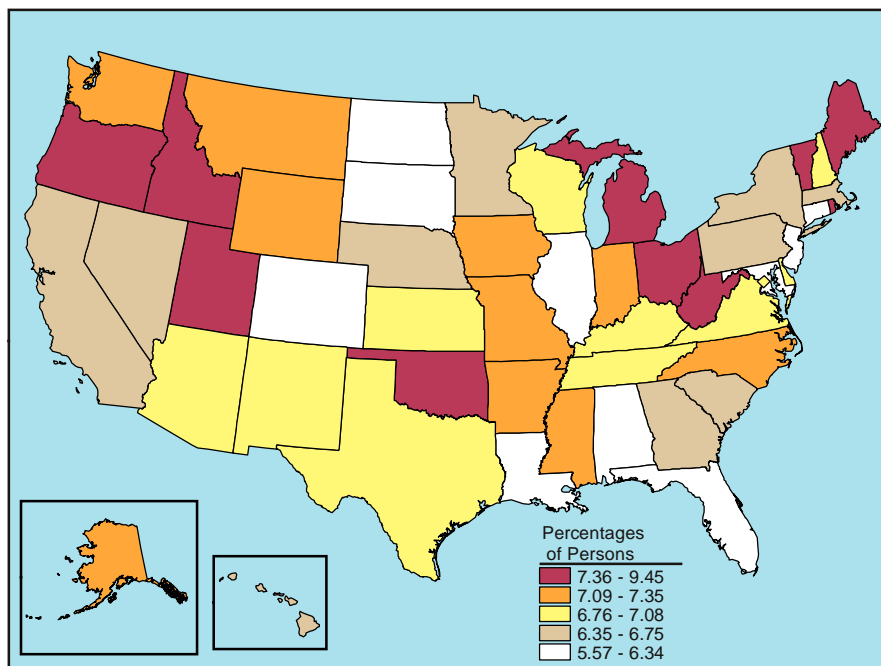 Percentages
of Persons
7.36 - 9.45
7.09 - 7.35
6.76 - 7.08
6.35 - 6.75
5.57 - 6.34